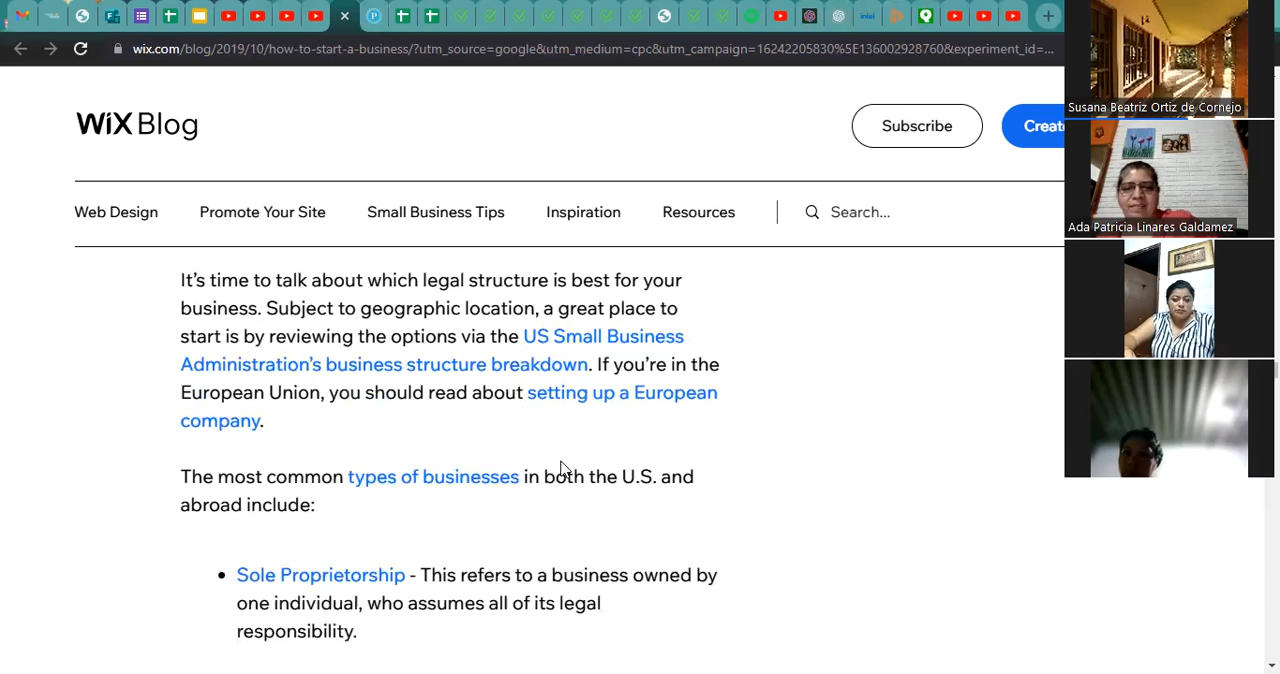 wix.com/blog/2019/10/how-to-start-a-business/?utm_source=google&utm_medium=cpc&utm_campaign=16242205830%5E136002928760&experiment_id=...
WiX Blog
Subscribe
Create
Web Design
Promote Your Site
Small Business Tips
Inspiration
Resources
Search...
It's time to talk about which legal structure is best for your
business. Subject to geographic location, a great place to
start is by reviewing the options via the US Small Business
Administration's business structure breakdown. If you're in the
European Union, you should read about setting up a European
company.
The most common types of businesses in both the U.S. and
abroad include:
• Sole Proprietorship - This refers to a business owned by
one individual, who assumes all of its legal
responsibility.
Susana Beatriz Ortiz de Cornejo
Ada Patricia Linares Galdamez